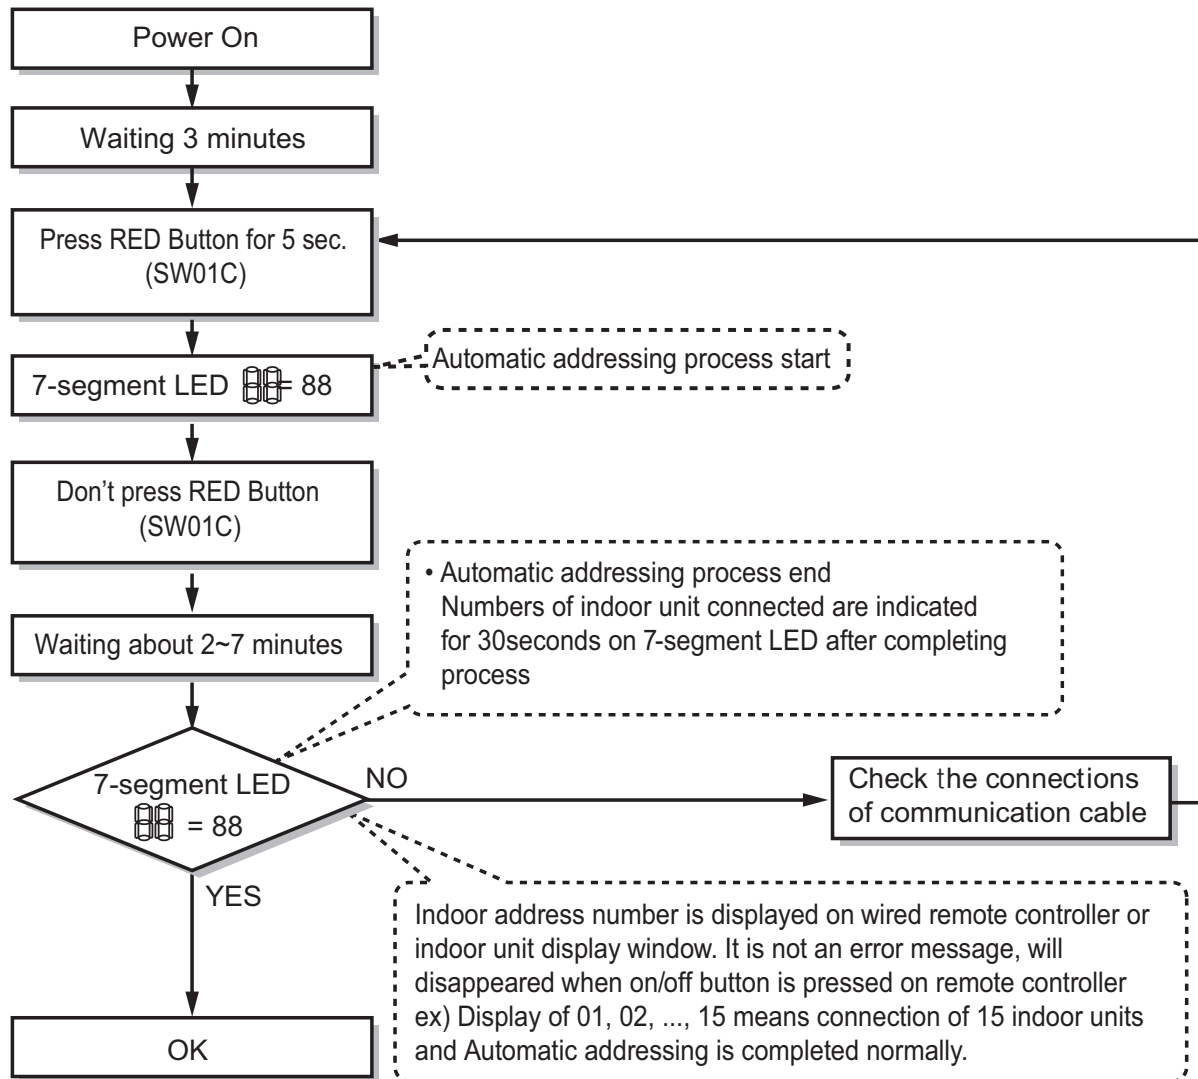 Power On
Waiting 3 minutes
Press RED Button for 5 sec.
(SW01C)
7-segment LED 88 = 88
Automatic addressing process start
Don't press RED Button
(SW01C)
• Automatic addressing process end
Numbers of indoor unit connected are indicated
for 30seconds on 7-segment LED after completing
process
Waiting about 2~7 minutes
7-segment LED
88 = 88
NO
Check the connections
of communication cable
YES
Indoor address number is displayed on wired remote controller or
indoor unit display window. It is not an error message, will
disappeared when on/off button is pressed on remote controller
ex) Display of 01, 02, ..., 15 means connection of 15 indoor units
and Automatic addressing is completed normally.
OK